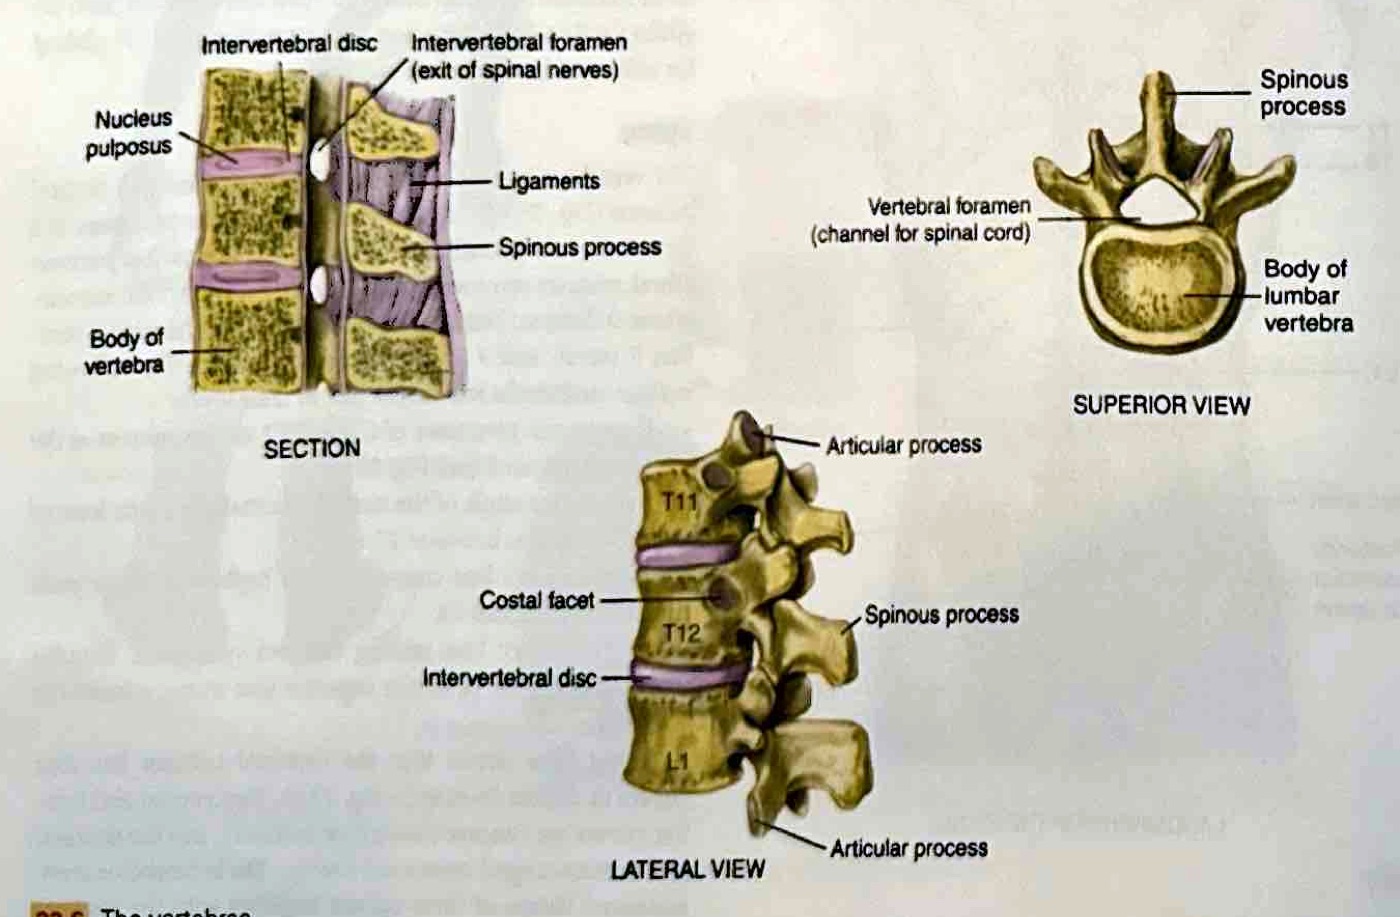 Intervertebral disc
Intervertebral foramen
(exit of spinal nerves)
Nucleus
pulposus
Ligaments
Spinous process
Body of
vertebra
SECTION
Spinous
process
Vertebral foramen
(channel for spinal cord)
Body of
lumbar
vertebra
SUPERIOR VIEW
Articular process
T11
Costal facet
T12
Spinous process
Intervertebral disc
L1
Articular process
LATERAL VIEW
The vertebrae